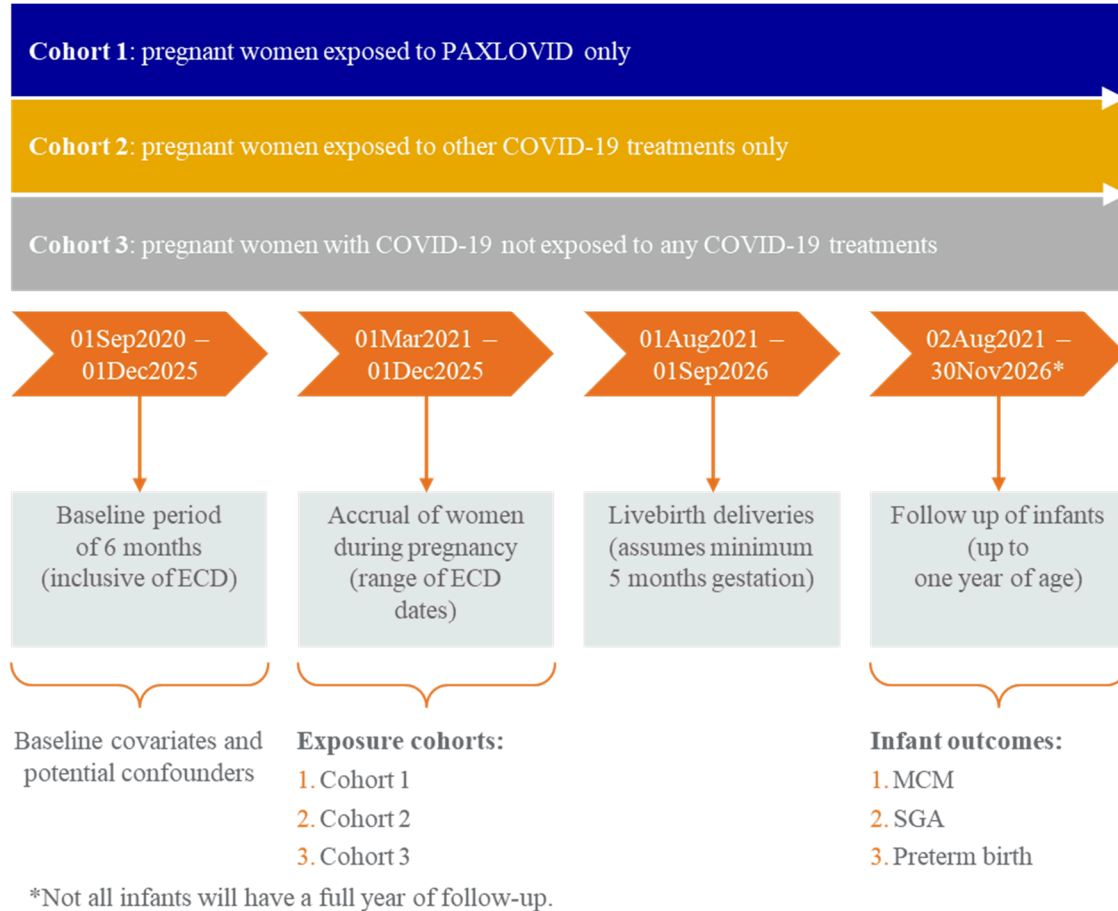 Cohort 1: pregnant women exposed to PAXLOVID only
Cohort 2: pregnant women exposed to other COVID-19 treatments only
Cohort 3: pregnant women with COVID-19 not exposed to any COVID-19 treatments
01Sep2020 –
01Dec2025
01Mar2021 –
01Dec2025
01Aug2021 –
01Sep2026
02Aug2021 –
30Nov2026*
Baseline period
of 6 months
(inclusive of ECD)
Accrual of women
during pregnancy
(range of ECD
dates)
Livebirth deliveries
(assumes minimum
5 months gestation)
Follow up of infants
(up to
one year of age)
Baseline covariates and
potential confounders
Exposure cohorts:
1. Cohort 1
2. Cohort 2
3. Cohort 3
Infant outcomes:
1. MCM
2. SGA
3. Preterm birth
*Not all infants will have a full year of follow-up.